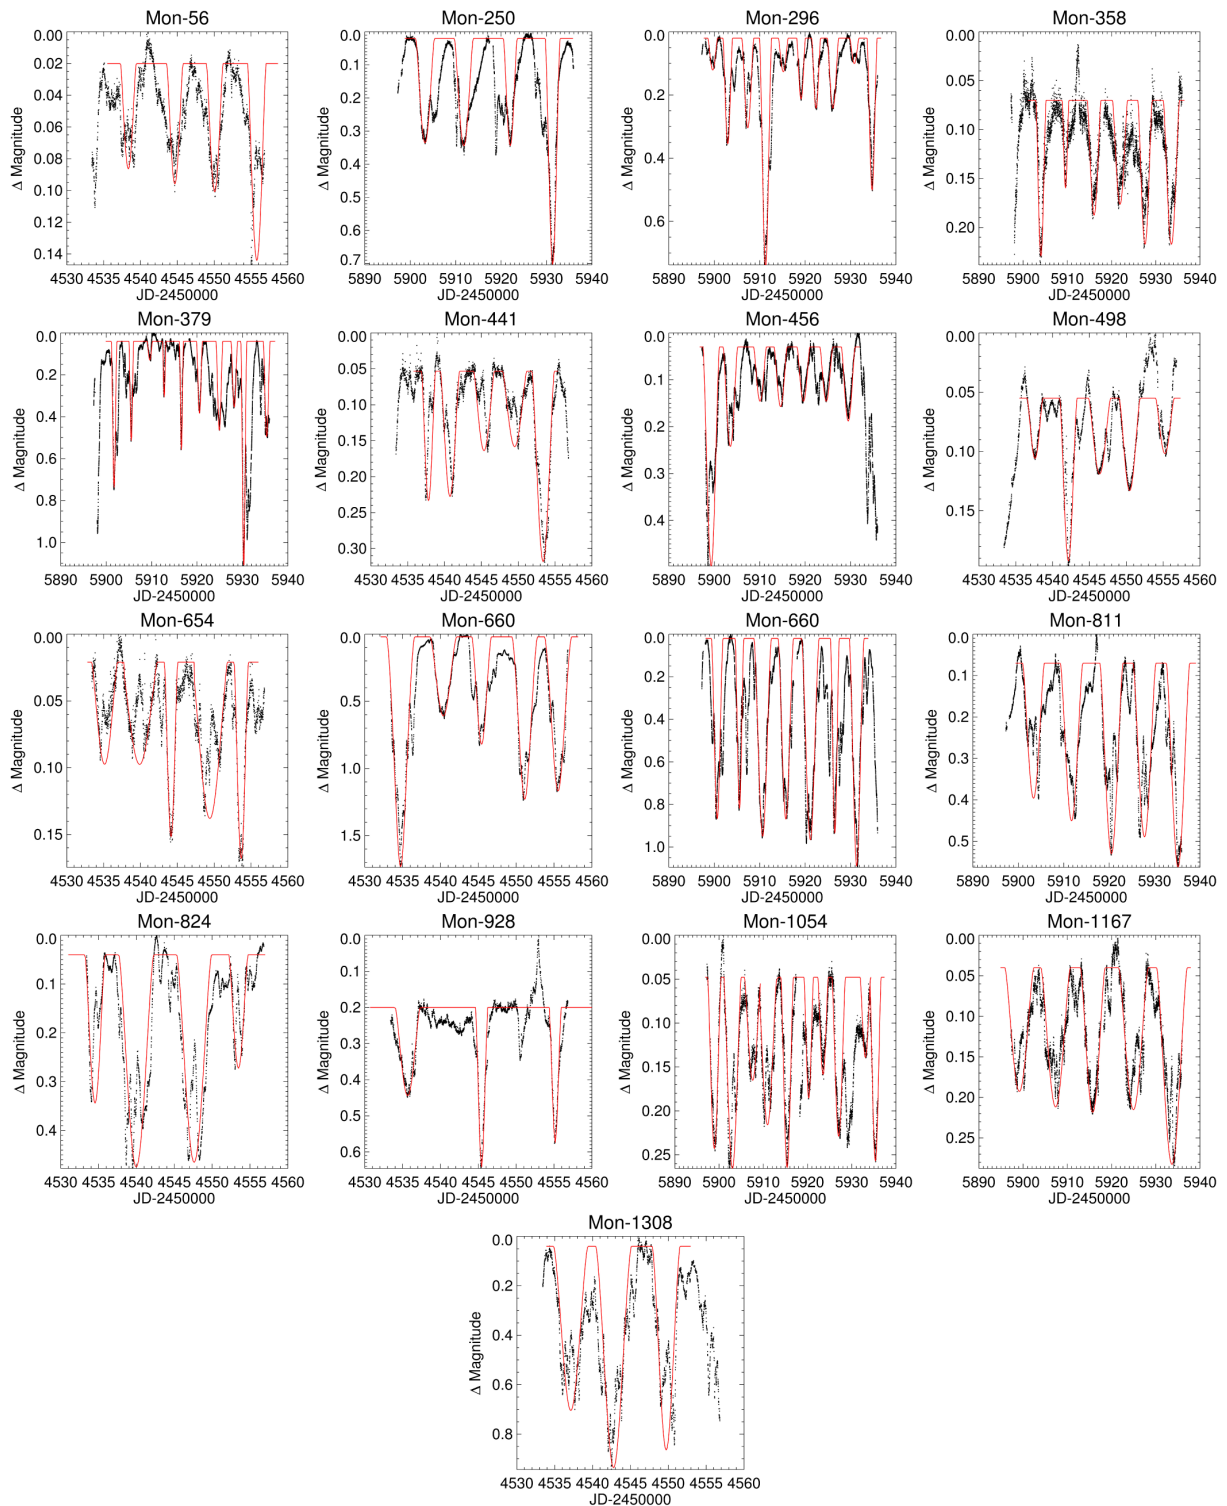 Mon-56 Mon-250 Mon-296 Mon-358
0.00 0.02 0.04 0.06 0.08 0.10 0.12 0.14
Δ Magnitude
4530 4535 4540 4545 4550 4555 4560
JD-2450000
0.0 0.1 0.2 0.3 0.4 0.5 0.6 0.7
Δ Magnitude
5890 5900 5910 5920 5930 5940
JD-2450000
0.0 0.2 0.4 0.6
Δ Magnitude
5890 5900 5910 5920 5930 5940
JD-2450000
0.00 0.05 0.10 0.15 0.20
Δ Magnitude
5890 5900 5910 5920 5930 5940
JD-2450000
Mon-379 Mon-441 Mon-456 Mon-498
0.0 0.2 0.4 0.6 0.8 1.0
Δ Magnitude
5890 5900 5910 5920 5930 5940
JD-2450000
0.00 0.05 0.10 0.15 0.20 0.25 0.30
Δ Magnitude
4530 4535 4540 4545 4550 4555 4560
JD-2450000
0.0 0.1 0.2 0.3 0.4
Δ Magnitude
5890 5900 5910 5920 5930 5940
JD-2450000
0.00 0.05 0.10 0.15
Δ Magnitude
4530 4535 4540 4545 4550 4555 4560
JD-2450000
Mon-654 Mon-660 Mon-660 Mon-811
0.00 0.05 0.10 0.15
Δ Magnitude
4530 4535 4540 4545 4550 4555 4560
JD-2450000
0.0 0.5 1.0 1.5
Δ Magnitude
4530 4535 4540 4545 4550 4555 4560
JD-2450000
0.0 0.2 0.4 0.6 0.8 1.0
Δ Magnitude
5890 5900 5910 5920 5930 5940
JD-2450000
0.0 0.1 0.2 0.3 0.4 0.5
Δ Magnitude
5890 5900 5910 5920 5930 5940
JD-2450000
Mon-824 Mon-928 Mon-1054 Mon-1167
0.0 0.1 0.2 0.3 0.4
Δ Magnitude
4530 4535 4540 4545 4550 4555 4560
JD-2450000
0.0 0.1 0.2 0.3 0.4 0.5 0.6
Δ Magnitude
4530 4535 4540 4545 4550 4555 4560
JD-2450000
0.00 0.05 0.10 0.15 0.20 0.25
Δ Magnitude
5890 5900 5910 5920 5930 5940
JD-2450000
0.00 0.05 0.10 0.15 0.20 0.25
Δ Magnitude
5890 5900 5910 5920 5930 5940
JD-2450000
Mon-1308
0.0 0.2 0.4 0.6 0.8
Δ Magnitude
4530 4535 4540 4545 4550 4555 4560
JD-2450000